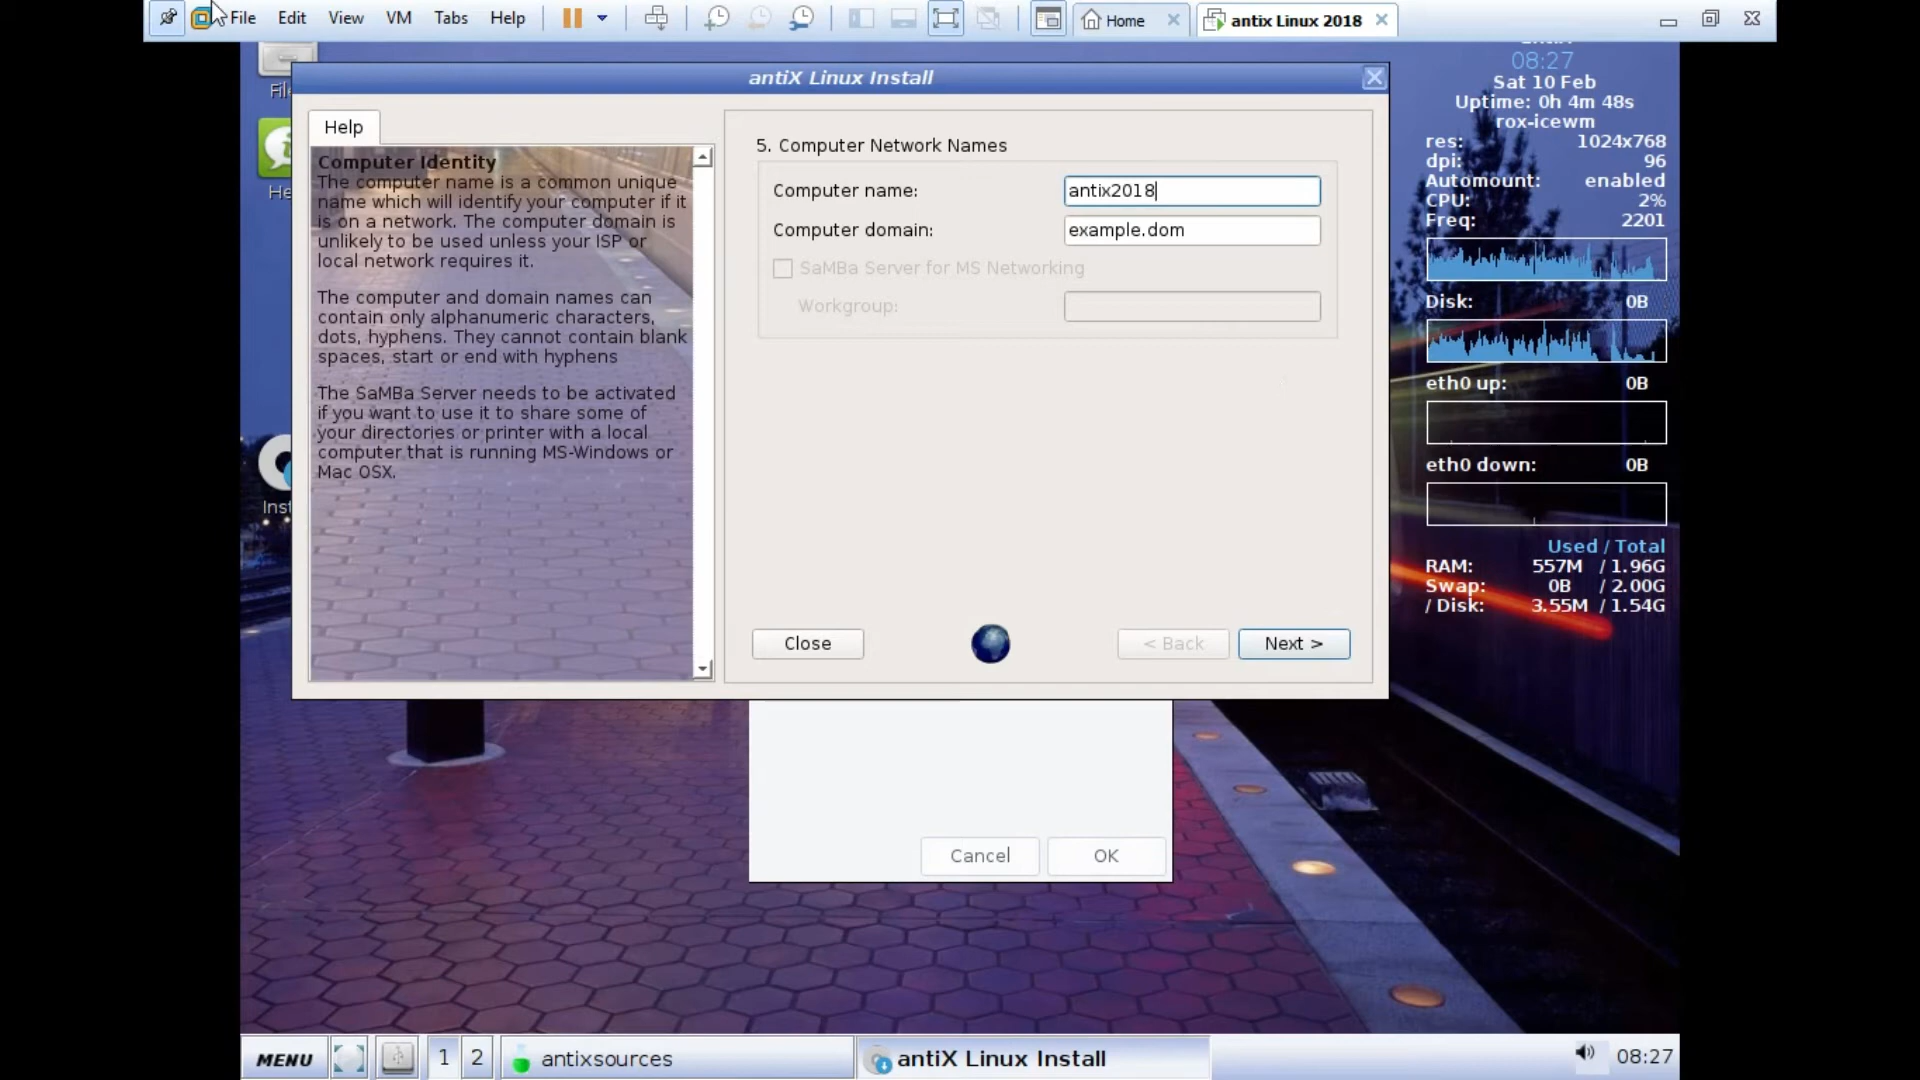 File Edit View VM Tabs Help Home antix Linux 2018
antiX Linux Install
Help
Computer Identity
The computer name is a common unique
name which will identify your computer if it
is on a network. The computer domain is
unlikely to be used unless your ISP or
local network requires it.
The computer and domain names can
contain only alphanumeric characters,
dots, hyphens. They cannot contain blank
spaces, start or end with hyphens
The SaMBa Server needs to be activated
if you want to use it to share some of
your directories or printer with a local
computer that is running MS-Windows or
Mac OSX.
5. Computer Network Names
Computer name: antix2018
Computer domain: example.dom
SaMBa Server for MS Networking
Workgroup:
Close < Back Next >
Cancel OK
08:27
Sat 10 Feb
Uptime: 0h 4m 48s
rox-icewm
res: 1024x768
dpi: 96
Automount: enabled
CPU: 2%
Freq: 2201
Disk: 0B
eth0 up: 0B
eth0 down: 0B
Used / Total
RAM: 557M / 1.96G
Swap: 0B / 2.00G
/ Disk: 3.55M / 1.54G
MENU 1 2 antixsources antiX Linux Install 08:27